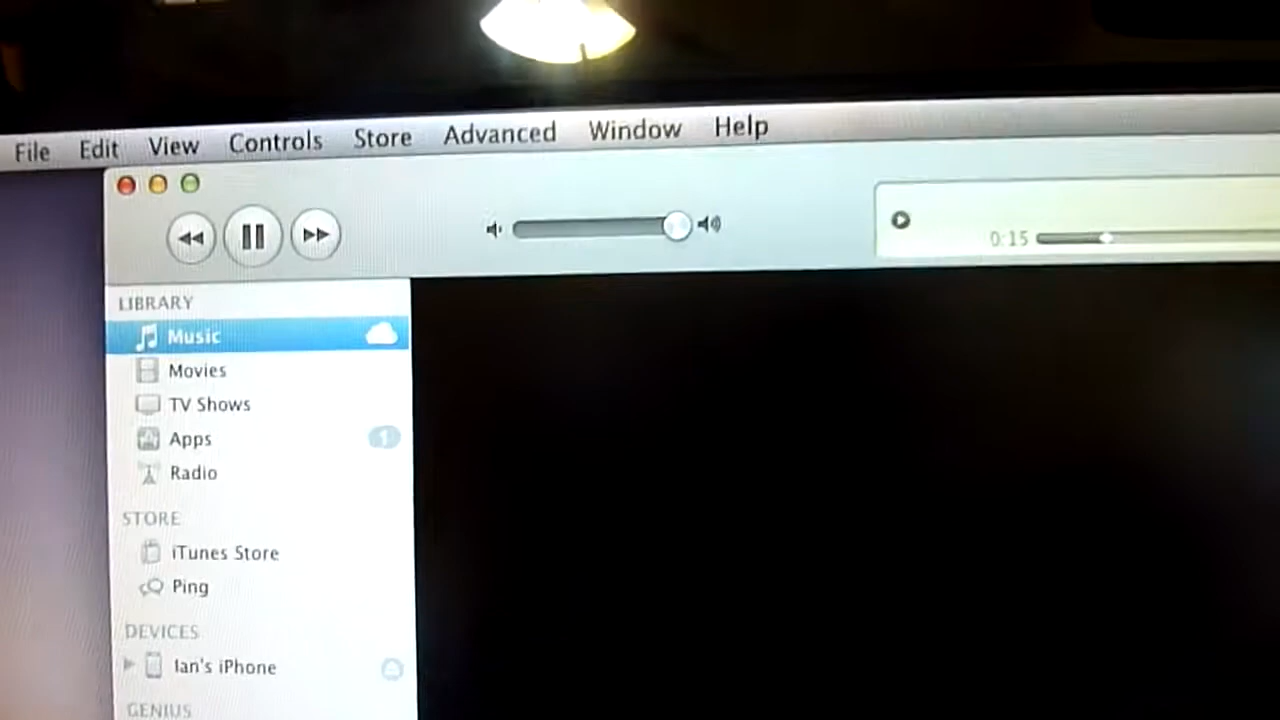 File Edit View Controls Store Advanced Window Help
0:15
LIBRARY
Music
Movies
TV Shows
Apps 1
Radio
STORE
iTunes Store
Ping
DEVICES
Ian's iPhone
GENIUS